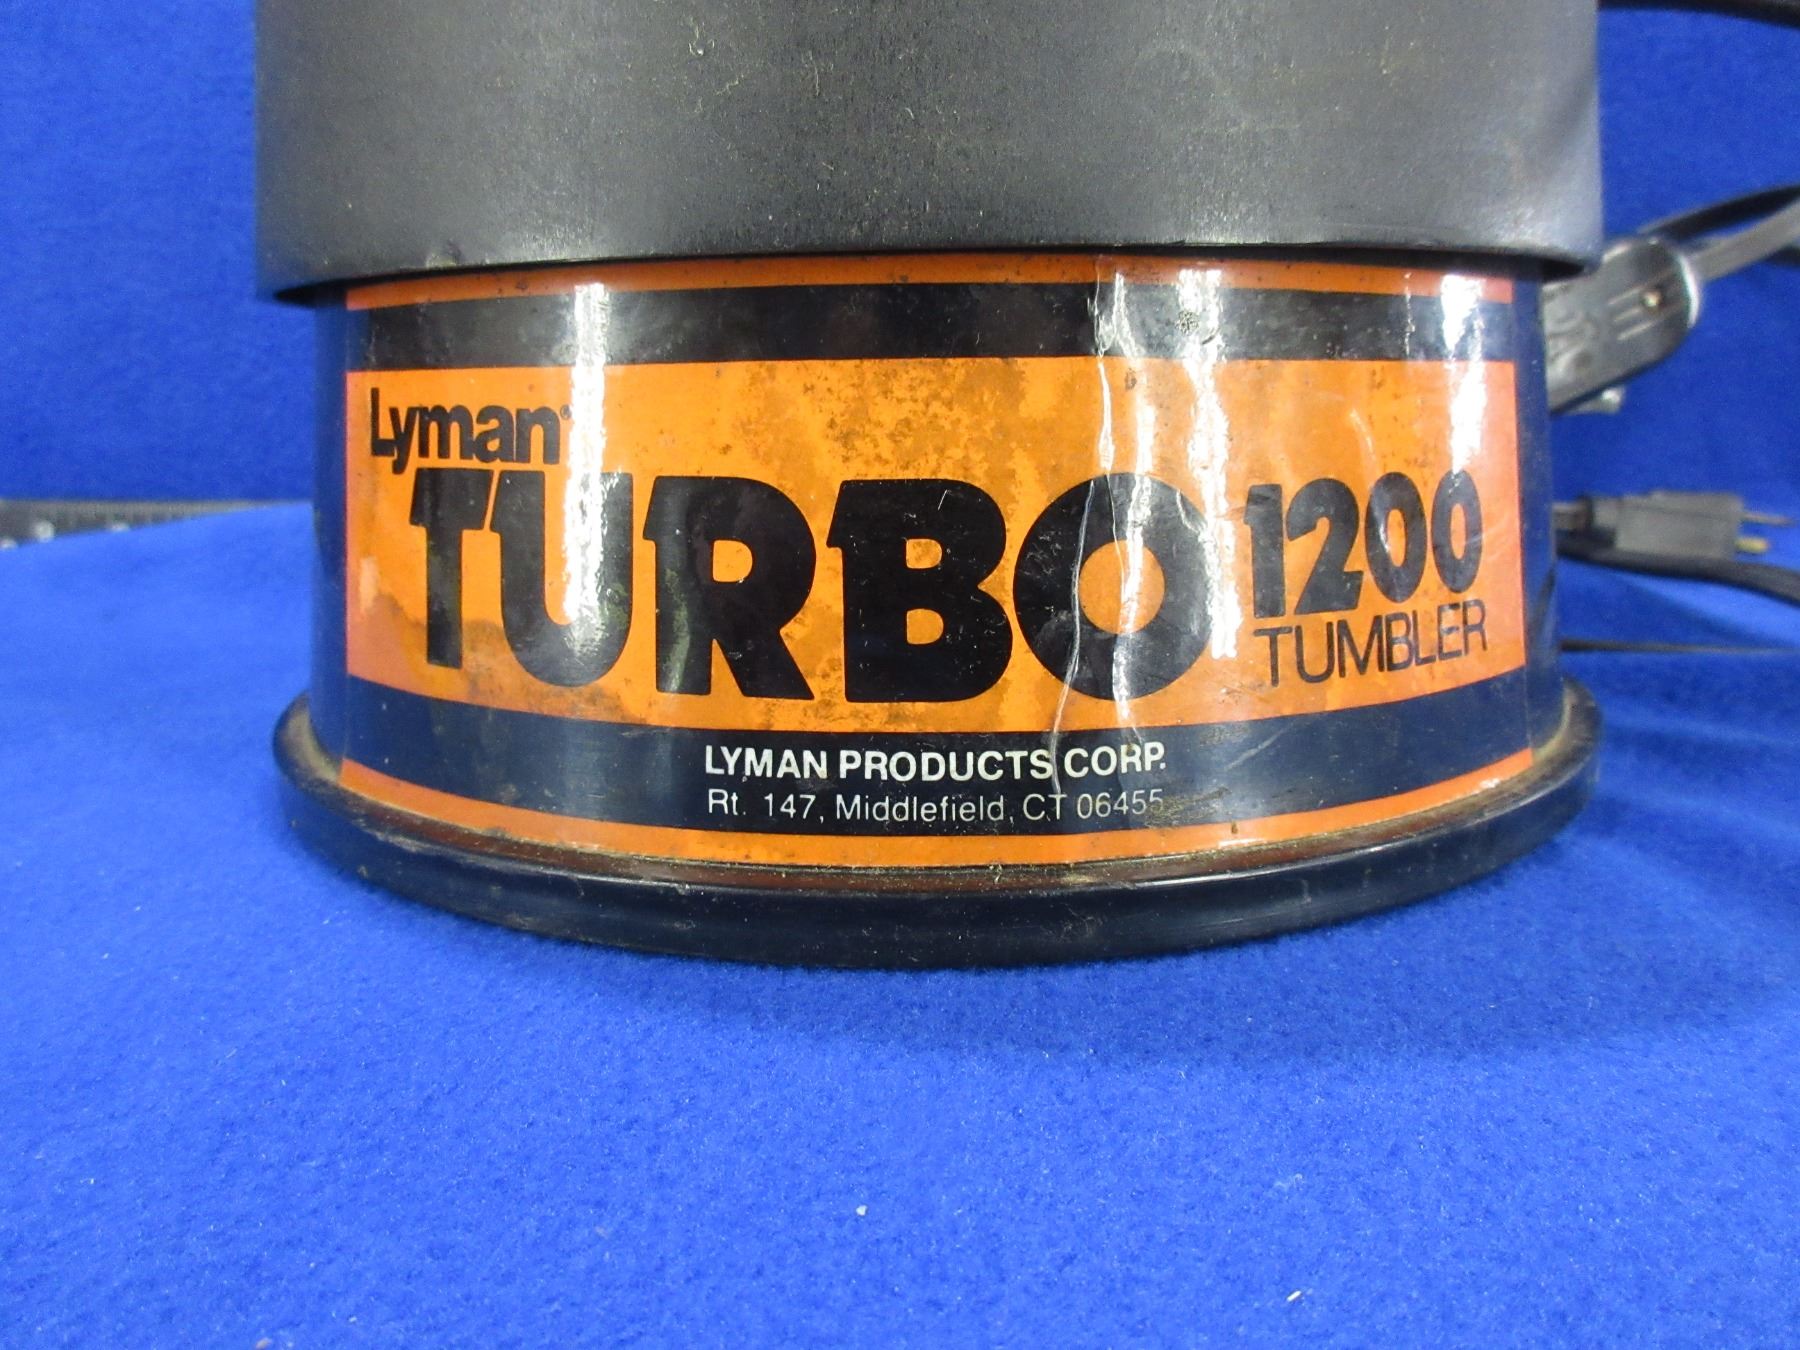 Lyman®
TURBO 1200
TUMBLER
LYMAN PRODUCTS CORP.
Rt. 147, Middlefield, CT 06455